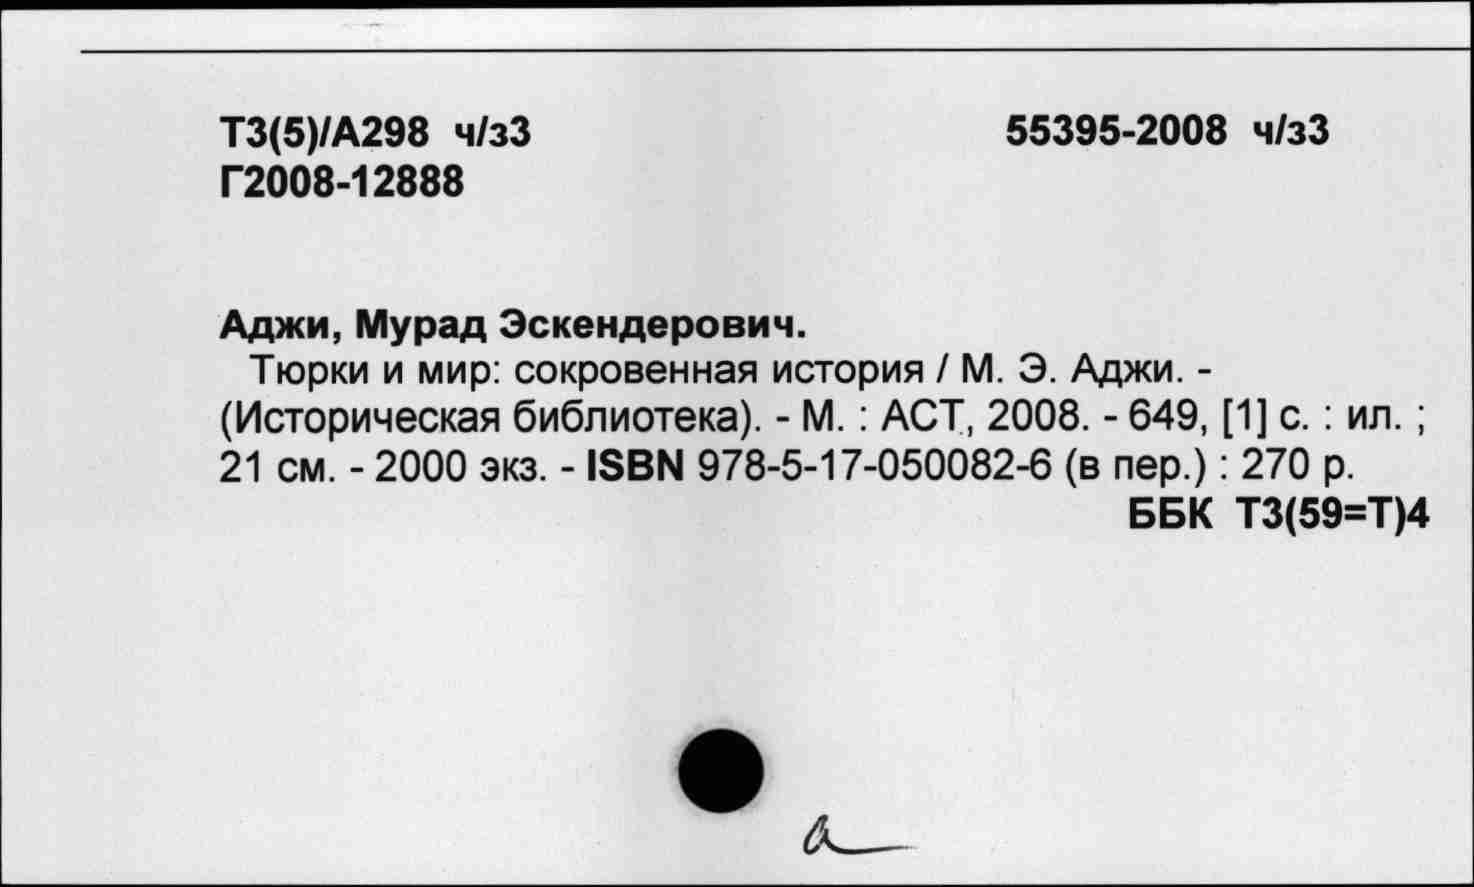 Т3(5)/А298 ч/з3 55395-2008 ч/з3
Г2008-12888
Аджи, Мурад Эскендерович.
Тюрки и мир: сокровенная история / М. Э. Аджи. -
(Историческая библиотека). - М. : АСТ, 2008. - 649, [1] с. : ил. ;
21 см. - 2000 экз. - ISBN 978-5-17-050082-6 (в пер.) : 270 р.
ББК Т3(59=Т)4
а